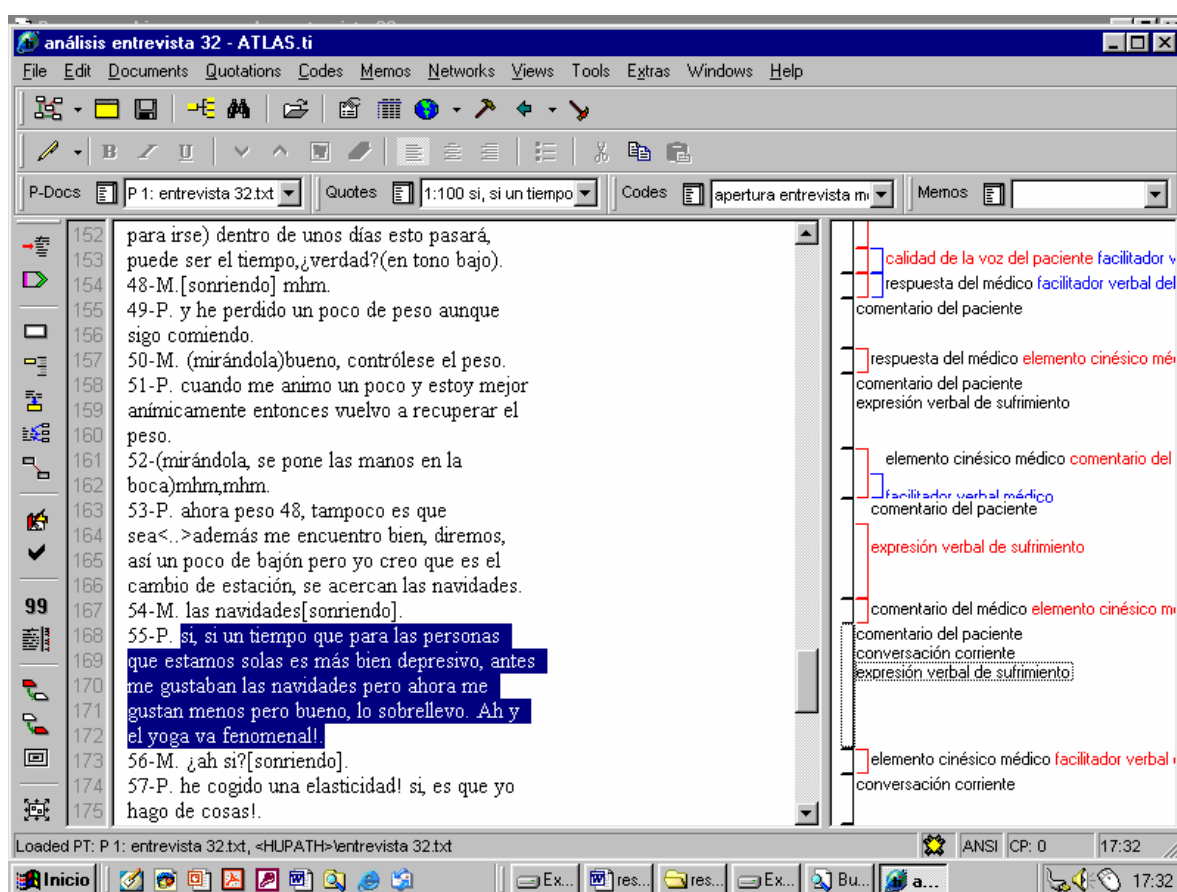 análisis entrevista 32 - ATLAS.ti
File Edit Documents Quotations Codes Memos Networks Views Tools Extras Windows Help
B I U
P-Docs P 1: entrevista 32.txt Quotes 1:100 si, si un tiempo Codes apertura entrevista m Memos
152 para irse) dentro de unos días esto pasará,
153 puede ser el tiempo,¿verdad?(en tono bajo).
154 48-M.[sonriendo] mhm.
155 49-P. y he perdido un poco de peso aunque
156 sigo comiendo.
157 50-M. (mirándola)bueno, contrólese el peso.
158 51-P. cuando me animo un poco y estoy mejor
159 anímicamente entonces vuelvo a recuperar el
160 peso.
161 52-(mirándola, se pone las manos en la
162 boca)mhm,mhm.
163 53-P. ahora peso 48, tampoco es que
164 sea<..>además me encuentro bien, diremos,
165 así un poco de bajón pero yo creo que es el
166 cambio de estación, se acercan las navidades.
167 54-M. las navidades[sonriendo].
168 55-P. si, si un tiempo que para las personas
169 que estamos solas es más bien depresivo, antes
170 me gustaban las navidades pero ahora me
171 gustan menos pero bueno, lo sobrellevo. Ah y
172 el yoga va fenomenal!.
173 56-M. ¿ah si?[sonriendo].
174 57-P. he cogido una elasticidad! si, es que yo
175 hago de cosas!.
99
calidad de la voz del paciente facilitador v
respuesta del médico facilitador verbal del
comentario del paciente
respuesta del médico elemento cinésico mé
comentario del paciente
expresión verbal de sufrimiento
elemento cinésico médico comentario del
facilitador verbal médico
comentario del paciente
expresión verbal de sufrimiento
comentario del médico elemento cinésico m
comentario del paciente
conversación corriente
expresión verbal de sufrimiento
elemento cinésico médico facilitador verbal
conversación corriente
Loaded PT: P 1: entrevista 32.txt, <HUPATH>\entrevista 32.txt ANSI CP: 0 17:32
Inicio Ex... res... res... Ex... Bu... a... 17:32